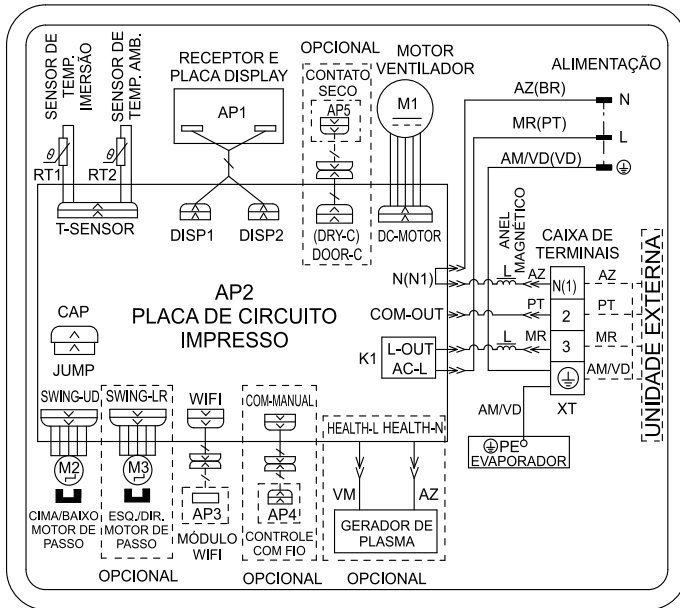 SENSOR DE
TEMP.
IMERSÃO
SENSOR DE
TEMP. AMB.
RECEPTOR E
PLACA DISPLAY
OPCIONAL
CONTATO
SECO
MOTOR
VENTILADOR
ALIMENTAÇÃO
AP1
AP5
M1
AZ(BR)
N
MR(PT)
L
AM/VD(VD)
θ
RT1
θ
RT2
T-SENSOR
DISP1
DISP2
(DRY-C)
DOOR-C
DC-MOTOR
ANEL
MAGNÉTICO
CAIXA DE
TERMINAIS
N(N1)
L
AZ
N(1)
AZ
AP2
PLACA DE CIRCUITO
IMPRESSO
COM-OUT
PT
2
PT
UNIDADE EXTERNA
CAP
JUMP
K1
L-OUT
AC-L
L
MR
3
MR
AM/VD
XT
SWING-UD
SWING-LR
WIFI
COM-MANUAL
HEALTH-L
HEALTH-N
AM/VD
PE
EVAPORADOR
M2
M3
AP3
AP4
VM
AZ
CIMA/BAIXO
MOTOR DE
PASSO
ESQ./DIR.
MOTOR DE
PASSO
MÓDULO
WIFI
CONTROLE
COM FIO
GERADOR DE
PLASMA
OPCIONAL
OPCIONAL
OPCIONAL